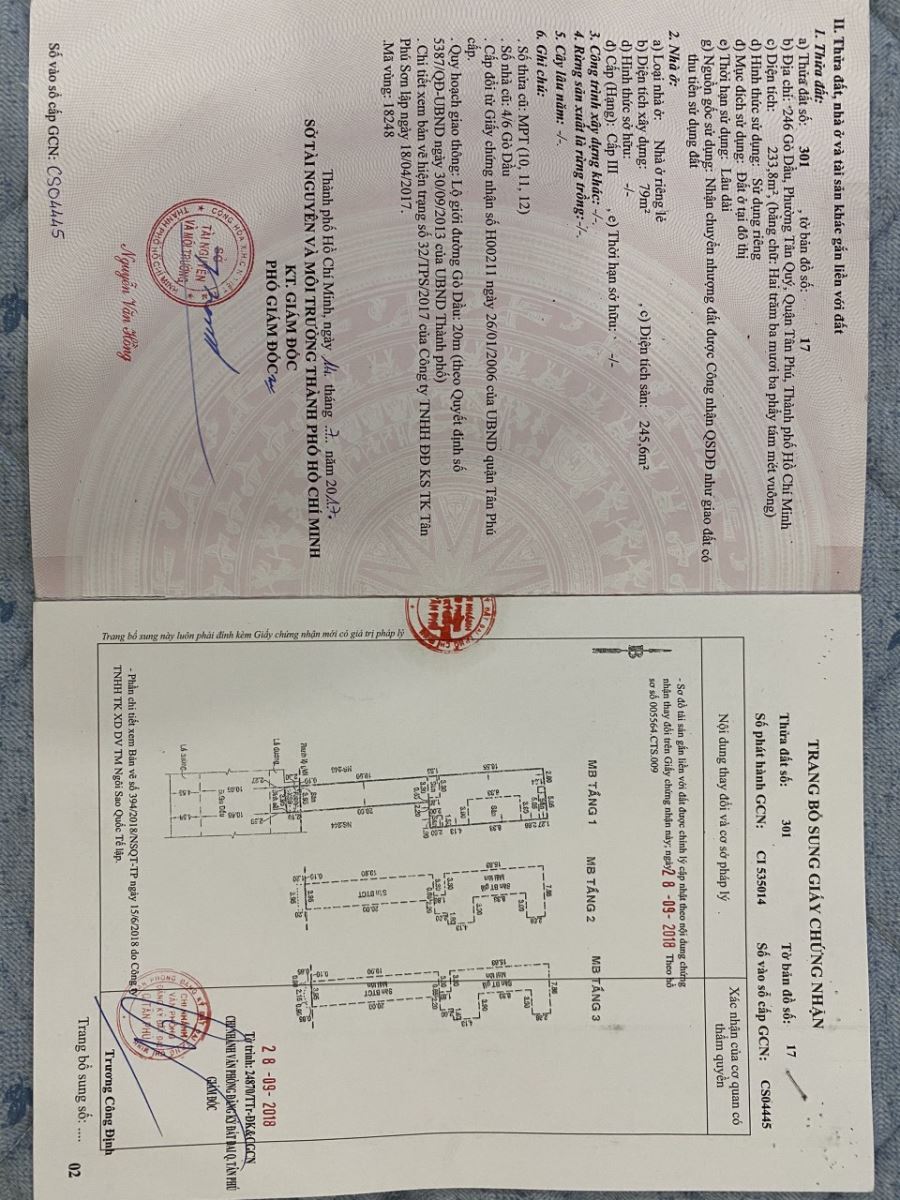 II. Thửa đất, nhà ở và tài sản khác gắn liền với đất
1. Thửa đất:
a) Thửa đất số: 301 , tờ bản đồ số: 17
b) Địa chỉ: 246 Gò Dầu, Phường Tân Quý, Quận Tân Phú, Thành phố Hồ Chí Minh
c) Diện tích: 233,8m², (bằng chữ: Hai trăm ba mươi ba phẩy tám mét vuông)
d) Hình thức sử dụng: Sử dụng riêng
đ) Mục đích sử dụng: Đất ở tại đô thị
e) Thời hạn sử dụng: Lâu dài
g) Nguồn gốc sử dụng: Nhận chuyển nhượng đất được Công nhận QSDĐ như giao đất có
thu tiền sử dụng đất
2. Nhà ở:
a) Loại nhà ở: Nhà ở riêng lẻ
b) Diện tích xây dựng: 79m² , c) Diện tích sàn: 245,6m²
d) Hình thức sở hữu: -/-
đ) Cấp (Hạng): Cấp III , e) Thời hạn sở hữu: -/-
3. Công trình xây dựng khác: -/-
4. Rừng sản xuất là rừng trồng: -/-
5. Cây lâu năm: -/-
6. Ghi chú:
. Số thửa cũ: MPT (10, 11, 12)
. Số nhà cũ: 4/6 Gò Dầu
. Cấp đổi từ Giấy chứng nhận số H00211 ngày 26/01/2006 của UBND quận Tân Phú
cấp.
. Quy hoạch giao thông: Lộ giới đường Gò Dầu: 20m (theo Quyết định số
5387/QĐ-UBND ngày 30/09/2013 của UBND Thành phố)
. Chi tiết xem bản vẽ hiện trạng số 32/TPS/2017 của Công ty TNHH ĐĐ KS TK Tân
Phú Sơn lập ngày 18/04/2017.
.Mã vùng: 18248
Thành phố Hồ Chí Minh, ngày 14 tháng 7 năm 2017.
SỞ TÀI NGUYÊN VÀ MÔI TRƯỜNG THÀNH PHỐ HỒ CHÍ MINH
KT. GIÁM ĐỐC
PHÓ GIÁM ĐỐC
SỞ
TÀI NGUYÊN
VÀ MÔI TRƯỜNG
Nguyễn Văn Hồng
Số vào sổ cấp GCN: CS04445
TRANG BỔ SUNG GIẤY CHỨNG NHẬN
Thửa đất số: 301 Tờ bản đồ số: 17
Số phát hành GCN: CI 535014 Số vào sổ cấp GCN: CS04445
Nội dung thay đổi và cơ sở pháp lý
Xác nhận của cơ quan có
thẩm quyền
- Sơ đồ tài sản gắn liền với đất được chỉnh lý cập nhật theo nội dung chứng
nhận thay đổi trên Giấy chứng nhận này; ngày 28 -09- 2018 Theo hồ
sơ số 005564.CTS.009
B
MB TẦNG 1
MB TẦNG 2
MB TẦNG 3
- Phần chi tiết xem Bản vẽ số 394/2018/NSQT-TP ngày 15/6/2018 do Công ty
TNHH TK XD DV TM Ngôi Sao Quốc Tế lập.
28 -09- 2018
Tờ trình: 24870/TTr-ĐK&CGCN
CHI NHÁNH VĂN PHÒNG ĐĂNG KÝ ĐẤT ĐAI Q. TÂN PHÚ
GIÁM ĐỐC
Trương Công Định
Trang bổ sung này luôn phải đính kèm Giấy chứng nhận mới có giá trị pháp lý
Trang bổ sung số: ....
02